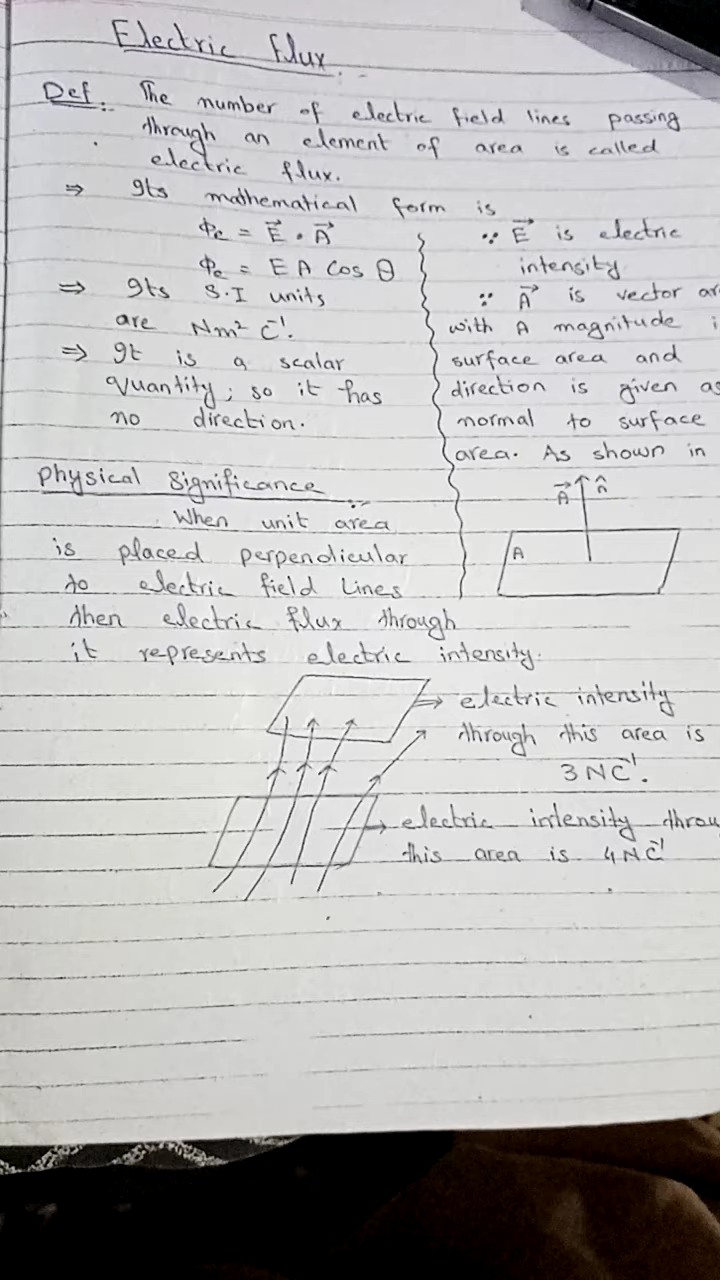 Electric Flux
Def. The number of electric field lines passing
through an element of area is called
electric flux.
⇒ Its mathematical form is
Φe = E⃗ . A⃗
Φe = E A Cos θ
⇒ Its S.I units
are Nm² C⁻¹.
⇒ It is a scalar
quantity; so it has
no direction.
∵ E⃗ is electric
intensity
∵ A⃗ is vector
with A magnitude
surface area and
direction is given as
normal to surface
area. As shown in
A⃗ n̂
A
Physical Significance
When unit area
is placed perpendicular
to electric field lines
then electric flux through
it represents electric intensity.
⇒ electric intensity
through this area is
3 NC⁻¹.
→ electric intensity
this area is 4 NC⁻¹